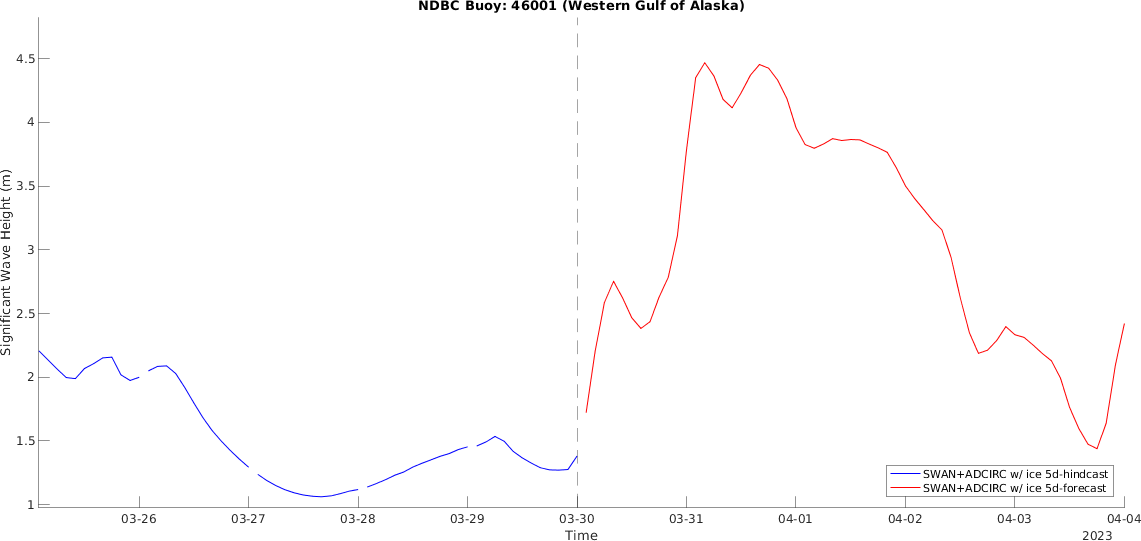 NDBC Buoy: 46001 (Western Gulf of Alaska)
Significant Wave Height (m)
4.5
4
3.5
3
2.5
2
1.5
1
SWAN+ADCIRC w/ ice 5d-hindcast
SWAN+ADCIRC w/ ice 5d-forecast
03-26 03-27 03-28 03-29 03-30 03-31 04-01 04-02 04-03 04-04
Time
2023